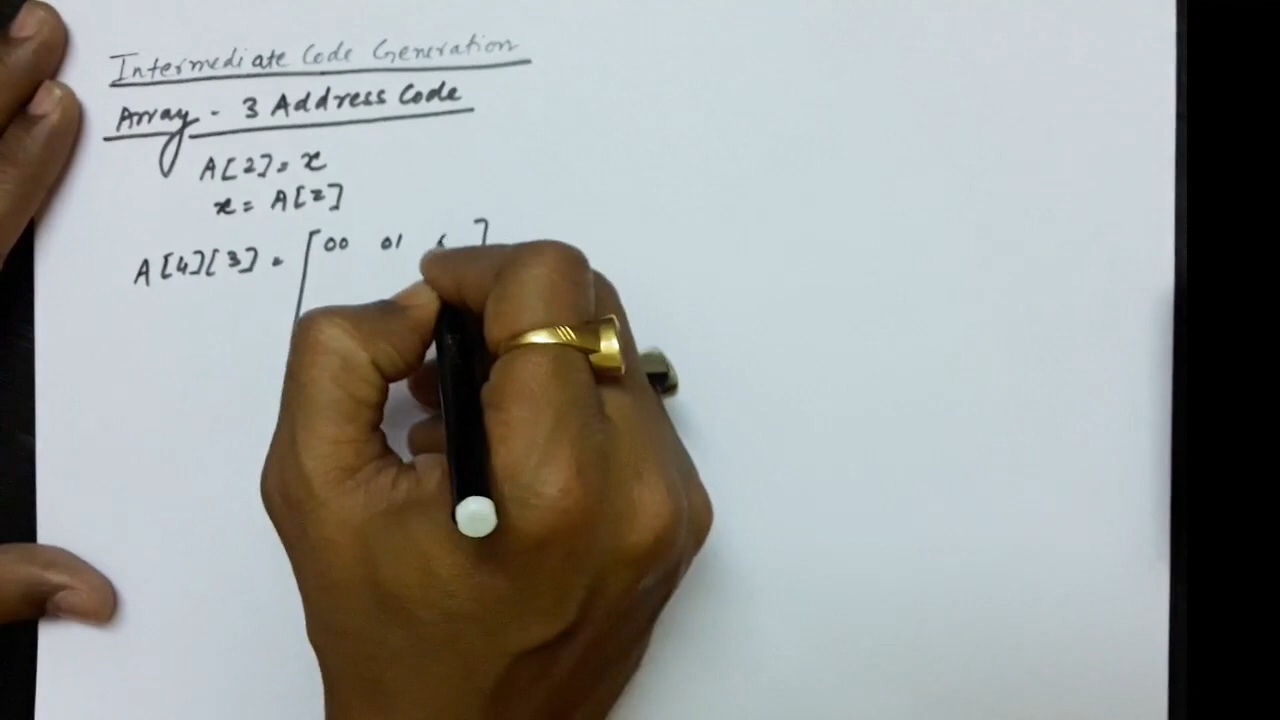 Intermediate Code Generation
Array - 3 Address Code
A[2] = x
x = A[2]
A[4][3] = [00 01 ]